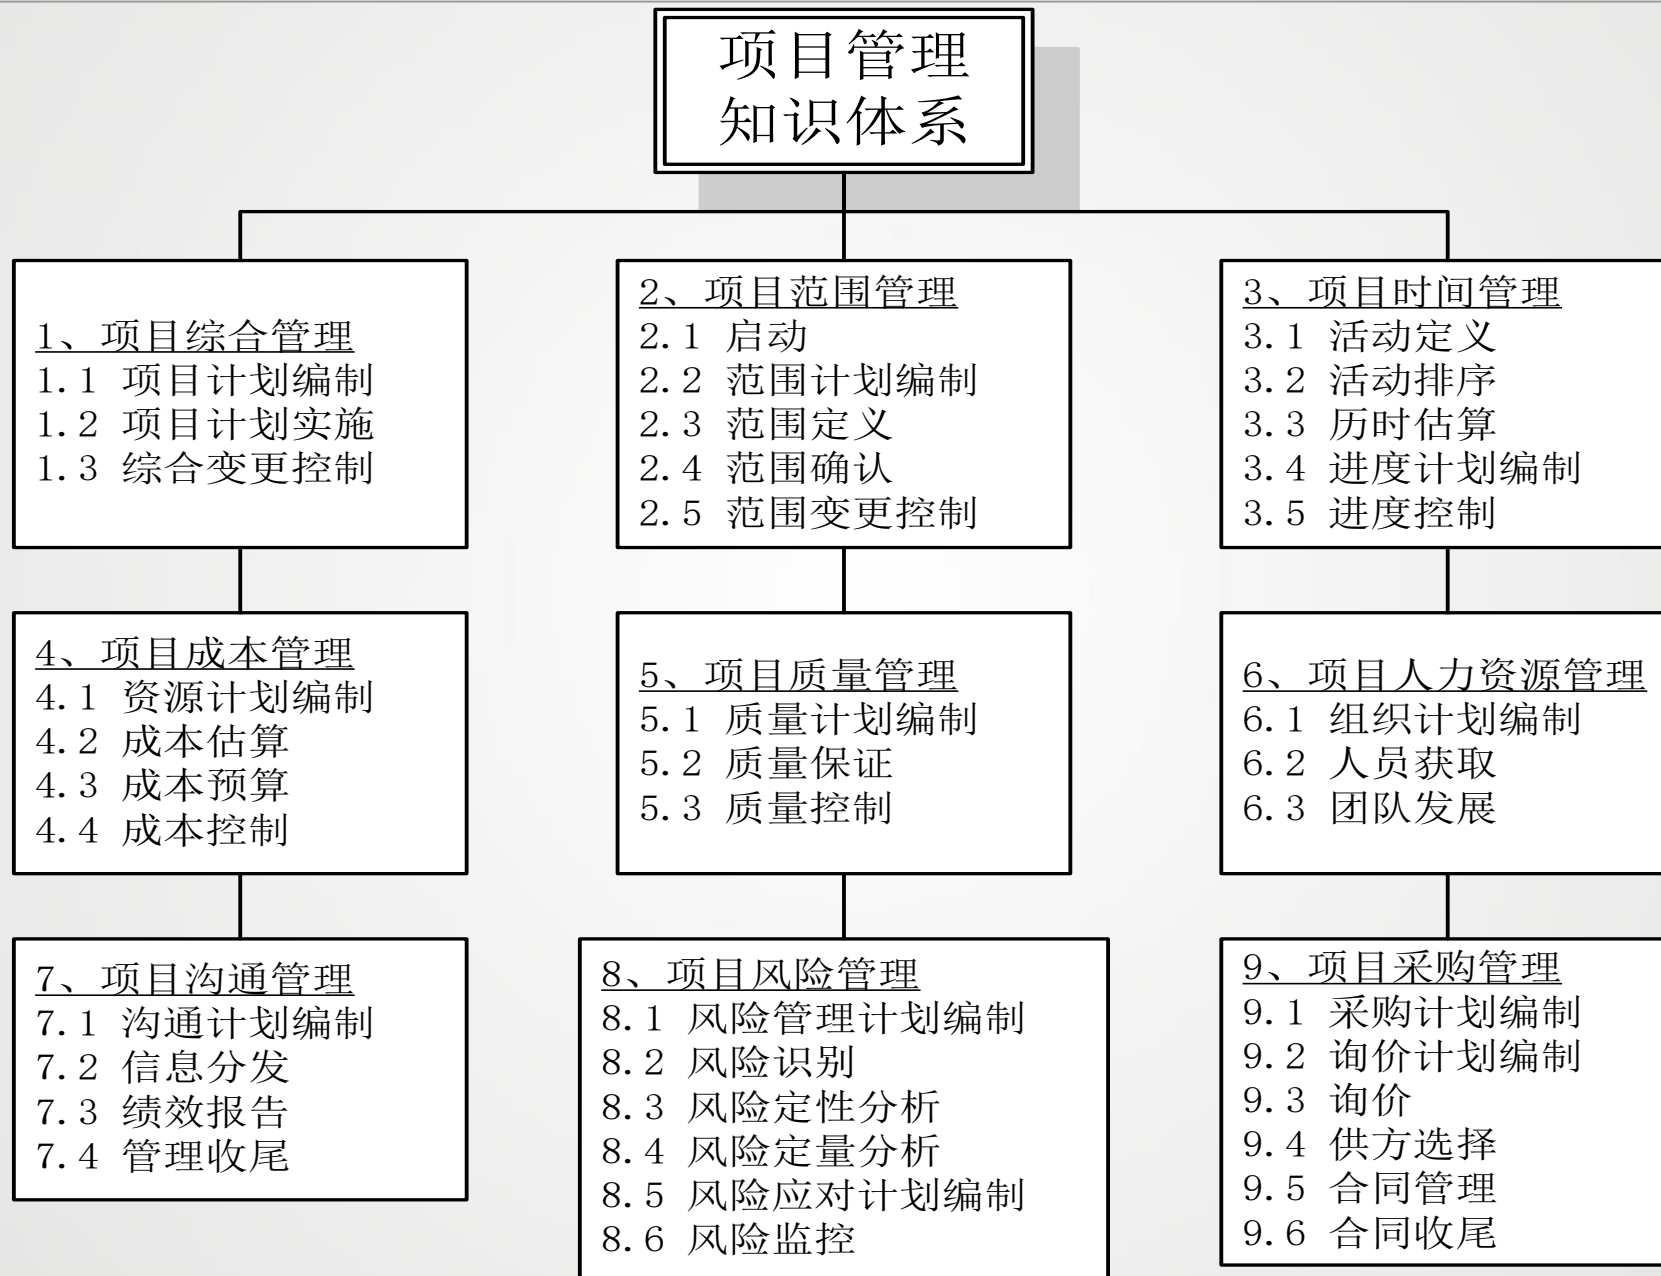 项目管理
知识体系
1、项目综合管理
1.1 项目计划编制
1.2 项目计划实施
1.3 综合变更控制
2、项目范围管理
2.1 启动
2.2 范围计划编制
2.3 范围定义
2.4 范围确认
2.5 范围变更控制
3、项目时间管理
3.1 活动定义
3.2 活动排序
3.3 历时估算
3.4 进度计划编制
3.5 进度控制
4、项目成本管理
4.1 资源计划编制
4.2 成本估算
4.3 成本预算
4.4 成本控制
5、项目质量管理
5.1 质量计划编制
5.2 质量保证
5.3 质量控制
6、项目人力资源管理
6.1 组织计划编制
6.2 人员获取
6.3 团队发展
7、项目沟通管理
7.1 沟通计划编制
7.2 信息分发
7.3 绩效报告
7.4 管理收尾
8、项目风险管理
8.1 风险管理计划编制
8.2 风险识别
8.3 风险定性分析
8.4 风险定量分析
8.5 风险应对计划编制
8.6 风险监控
9、项目采购管理
9.1 采购计划编制
9.2 询价计划编制
9.3 询价
9.4 供方选择
9.5 合同管理
9.6 合同收尾